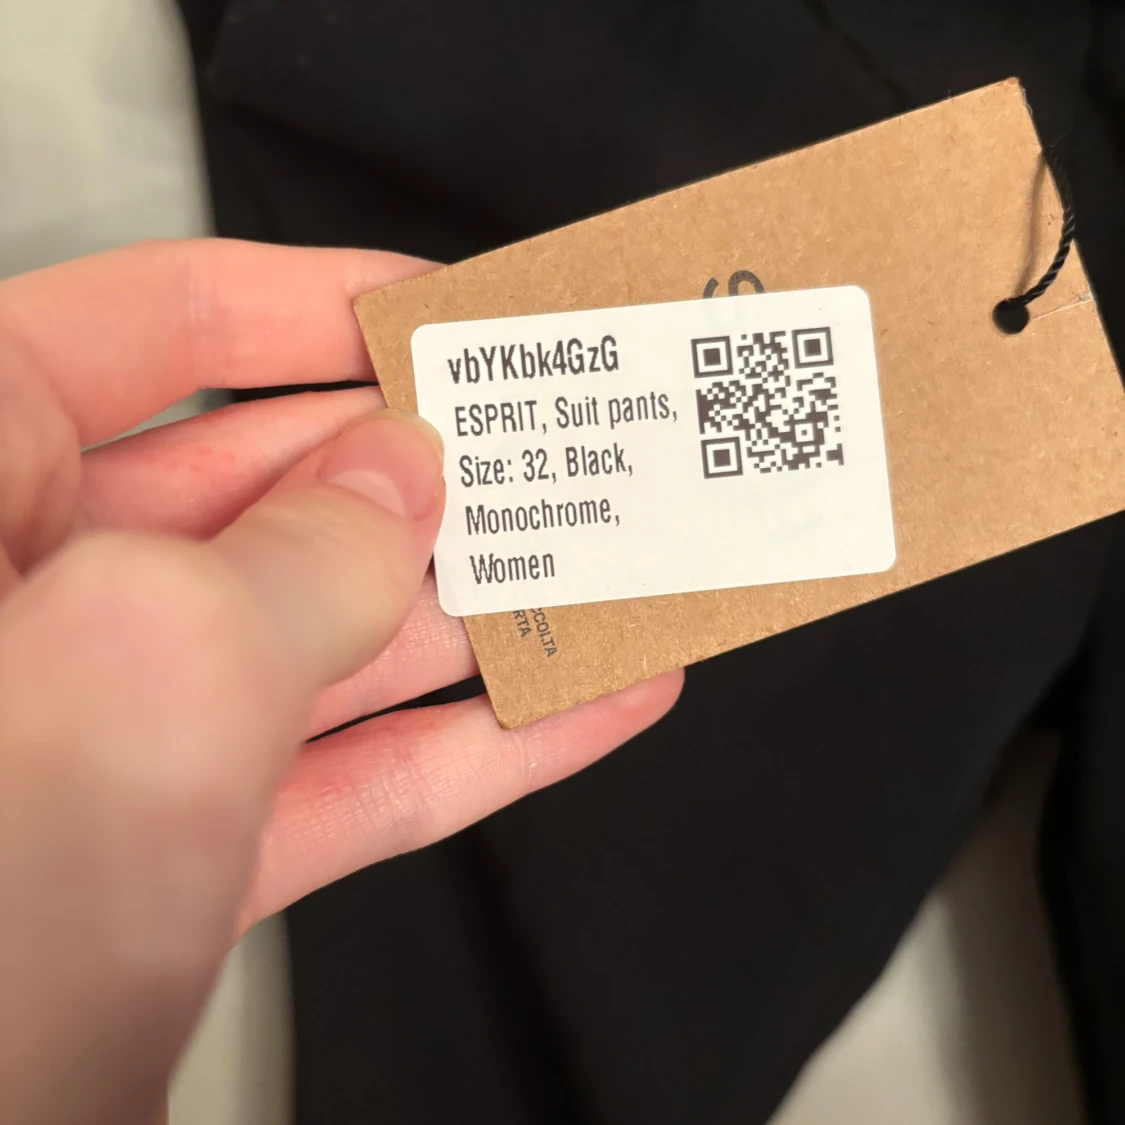 vbYKbk4GzG
ESPRIT, Suit pants,
Size: 32, Black,
Monochrome,
Women